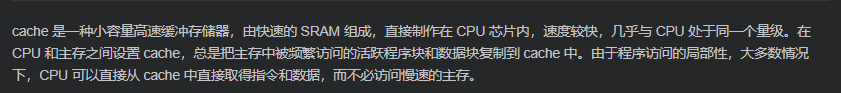 cache 是一种小容量高速缓冲存储器，由快速的 SRAM 组成，直接制作在 CPU 芯片内，速度较快，几乎与 CPU 处于同一个量级。在
CPU 和主存之间设置 cache，总是把主存中被频繁访问的活跃程序块和数据块复制到 cache 中。由于程序访问的局部性，大多数情况
下，CPU 可以直接从 cache 中直接取得指令和数据，而不必访问慢速的主存。